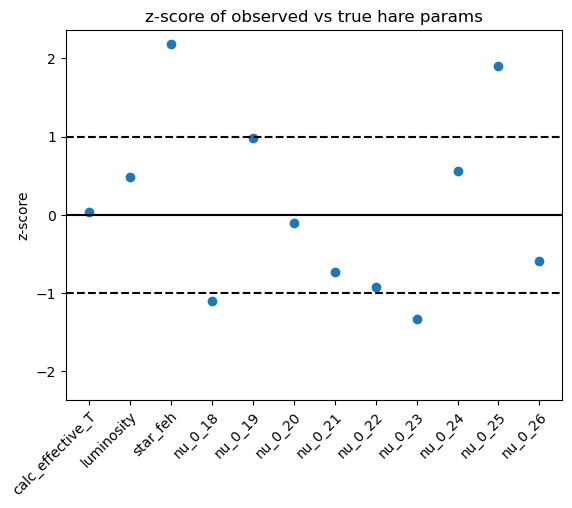 z-score of observed vs true hare params
z-score
2
1
0
−1
−2
calc_effective_T
luminosity
star_feh
nu_0_18
nu_0_19
nu_0_20
nu_0_21
nu_0_22
nu_0_23
nu_0_24
nu_0_25
nu_0_26